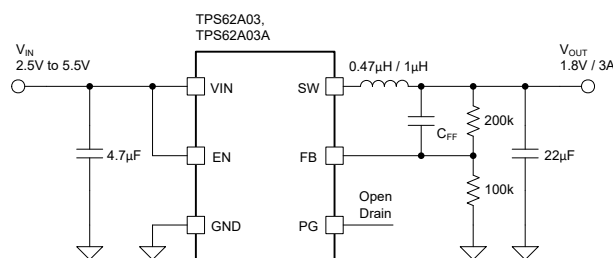 TPS62A03,
TPS62A03A
V_IN
2.5V to 5.5V
0.47µH / 1µH
V_OUT
1.8V / 3A
VIN
SW
C_FF
200k
4.7µF
EN
FB
22µF
100k
Open
Drain
GND
PG